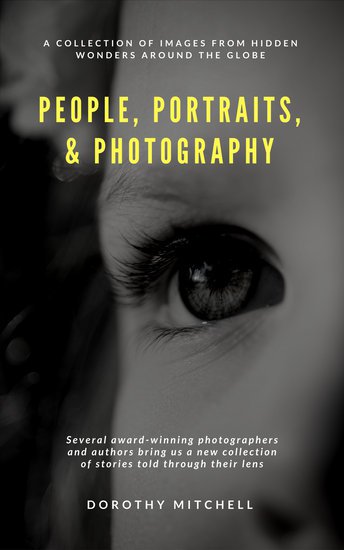 A COLLECTION OF IMAGES FROM HIDDEN
WONDERS AROUND THE GLOBE
PEOPLE, PORTRAITS,
& PHOTOGRAPHY
Several award-winning photographers
and authors bring us a new collection
of stories told through their lens
DOROTHY MITCHELL